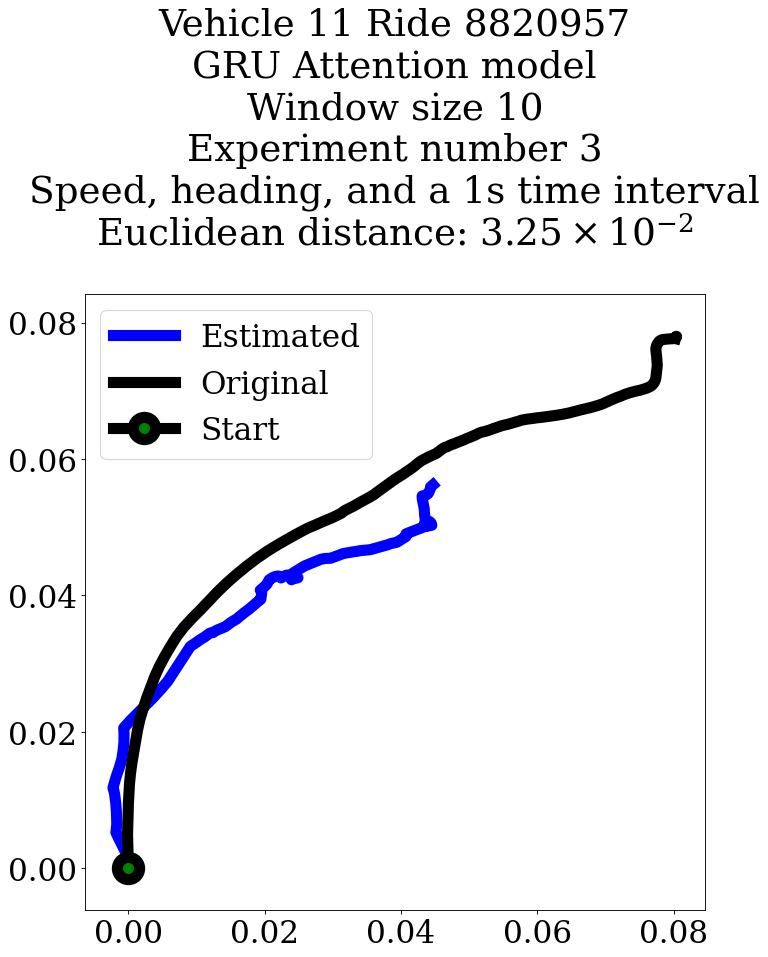 Vehicle 11 Ride 8820957
GRU Attention model
Window size 10
Experiment number 3
Speed, heading, and a 1s time interval
Euclidean distance: 3.25 × 10⁻²
Estimated
Original
Start
0.08
0.06
0.04
0.02
0.00
0.00 0.02 0.04 0.06 0.08